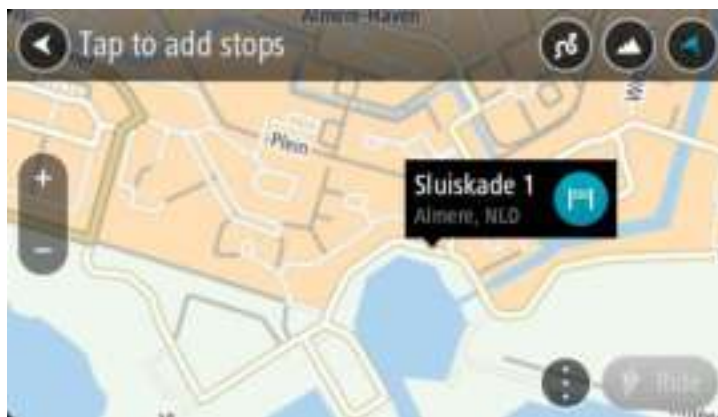 Almere-Haven
Tap to add stops
Plein
Sluiskade 1
Almere, NLD
Ride